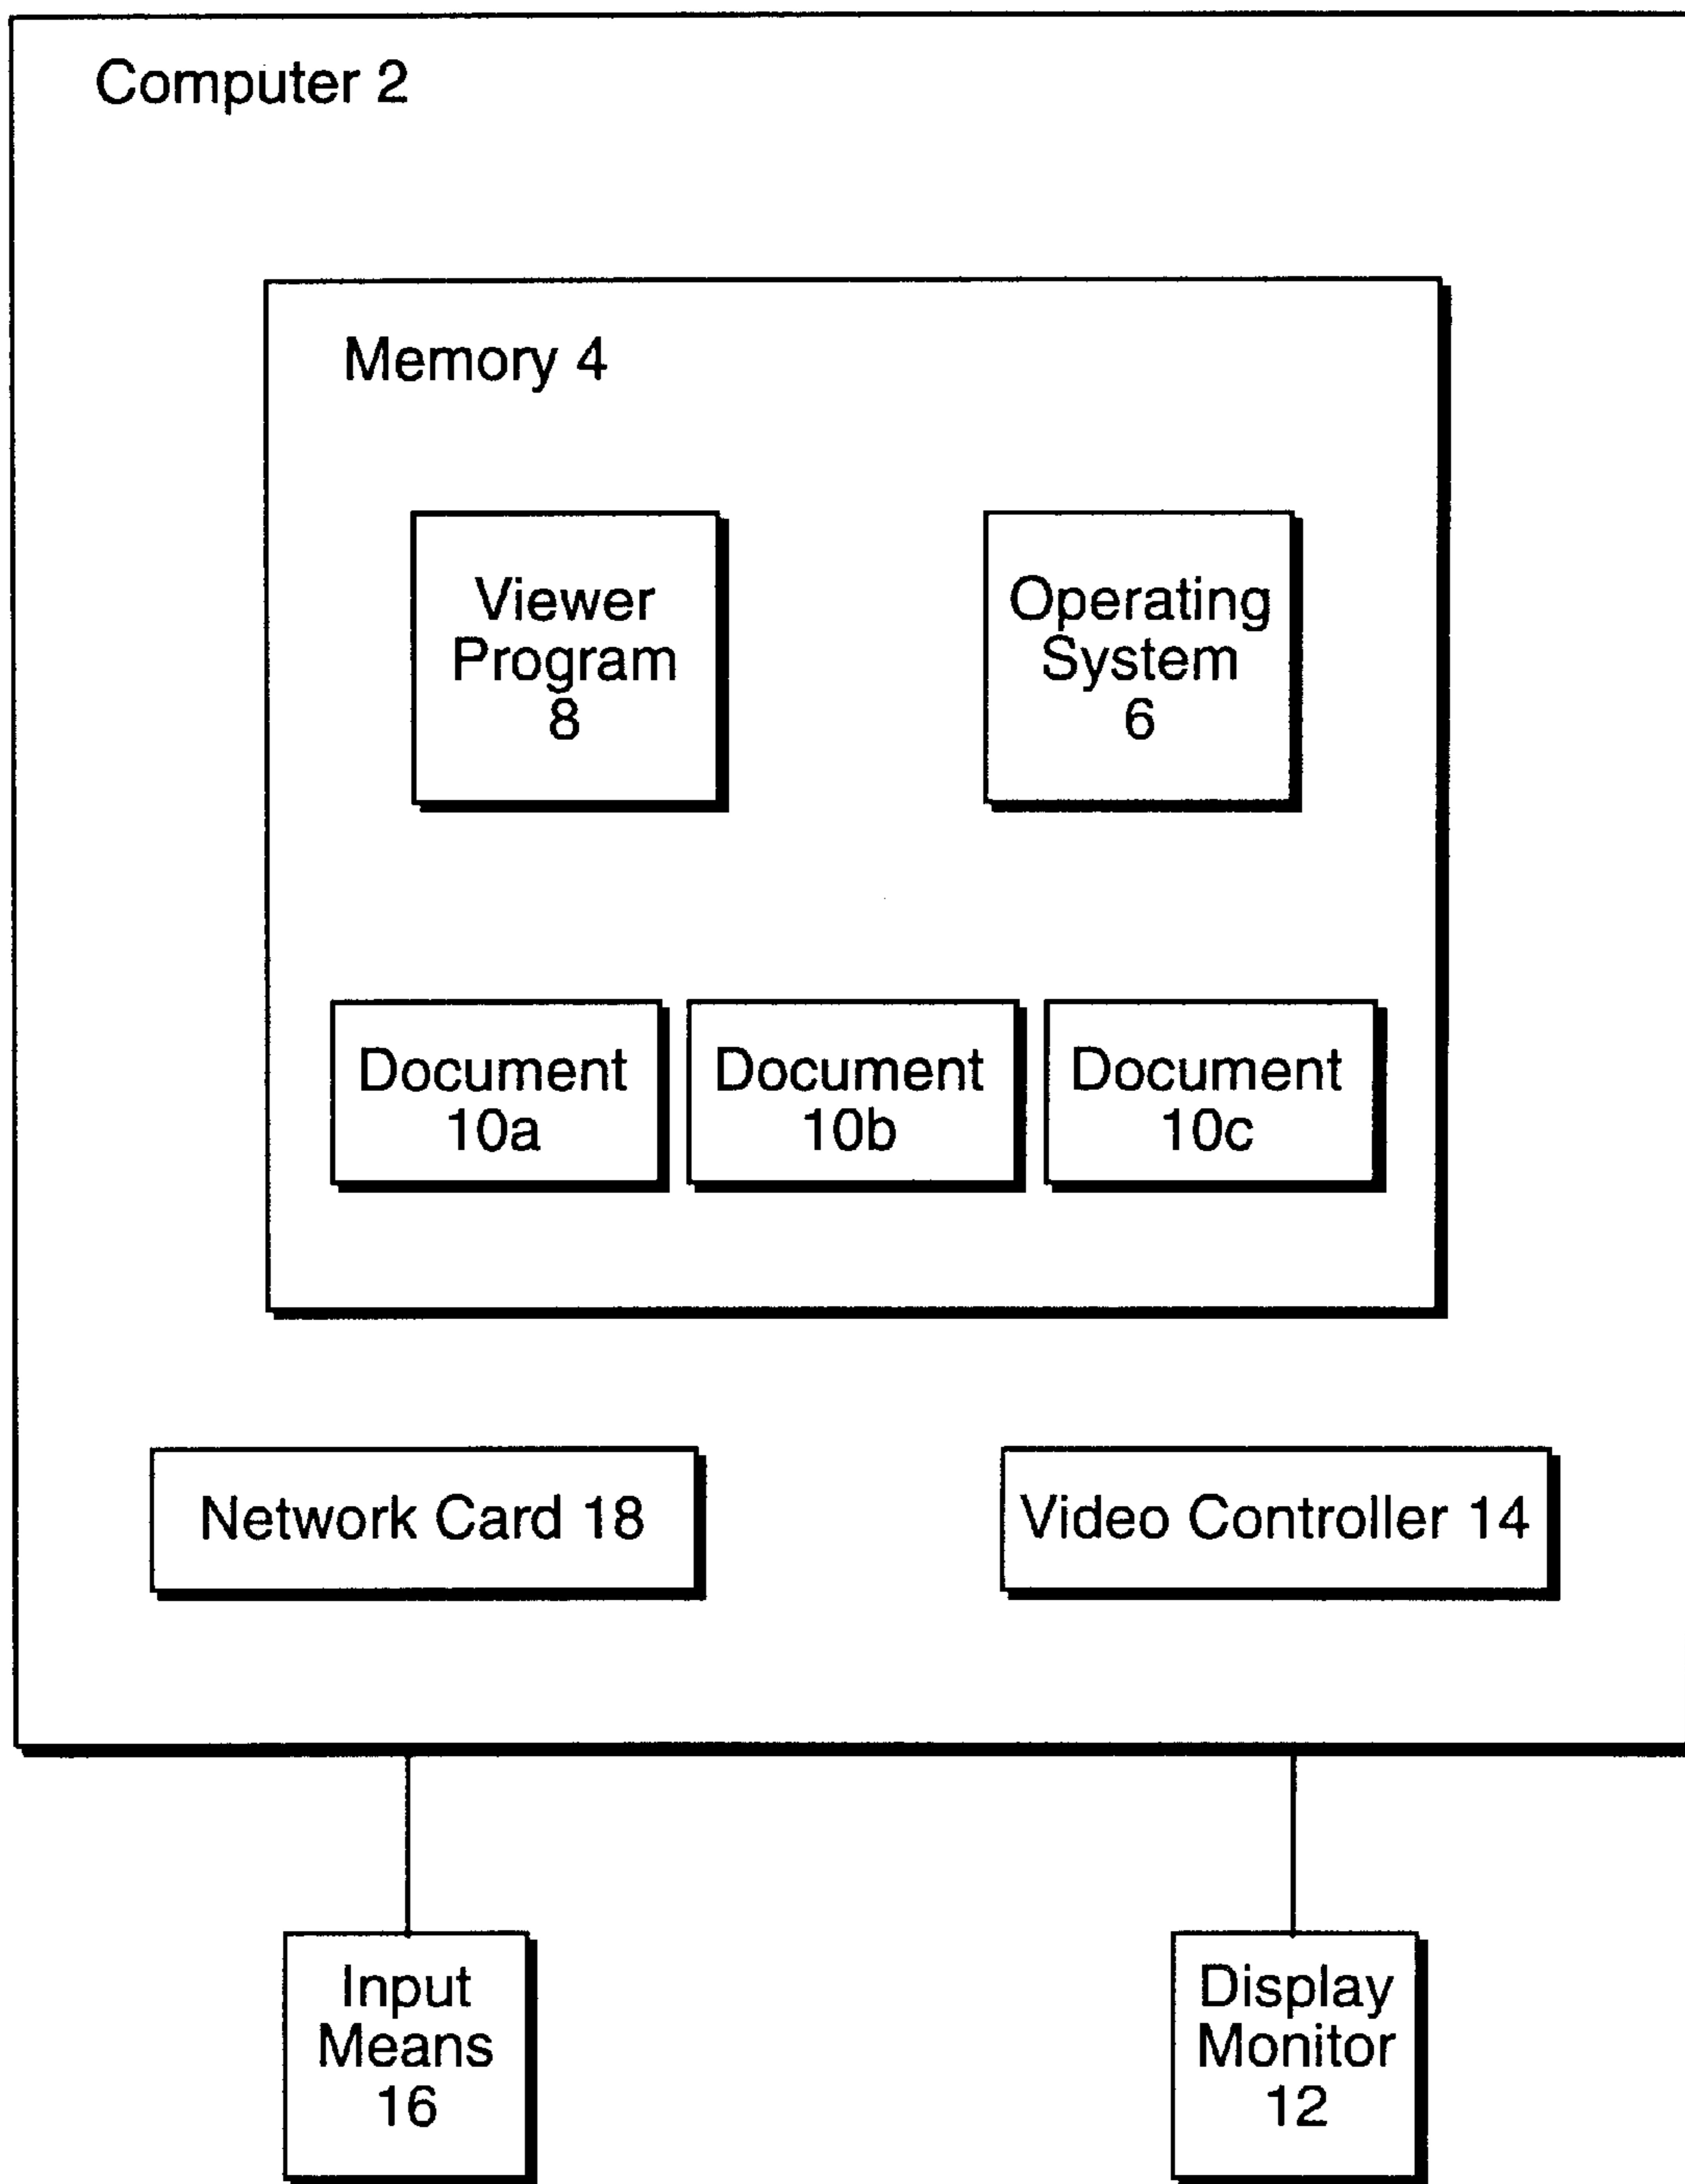 Computer 2
Memory 4
Viewer
Program
8
Operating
System
6
Document
10a
Document
10b
Document
10c
Network Card 18
Video Controller 14
Input
Means
16
Display
Monitor
12